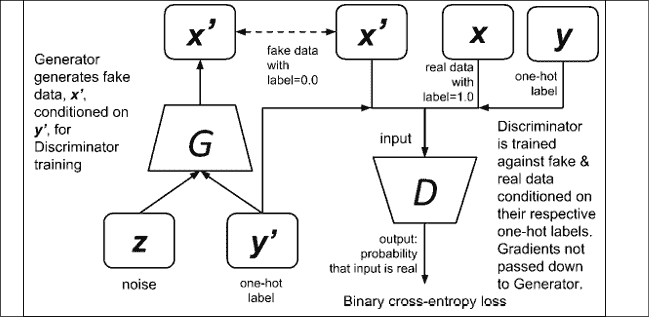 x’
x’
x
y
Generator
generates fake
data, x’,
conditioned on
y’, for
Discriminator
training
fake data
with
label=0.0
real data
with
label=1.0
one-hot
label
G
input
D
Discriminator
is trained
against fake &
real data
conditioned on
their respective
one-hot labels.
Gradients not
passed down
to Generator.
z
y’
noise
one-hot
label
output:
probability
that input is real
Binary cross-entropy loss